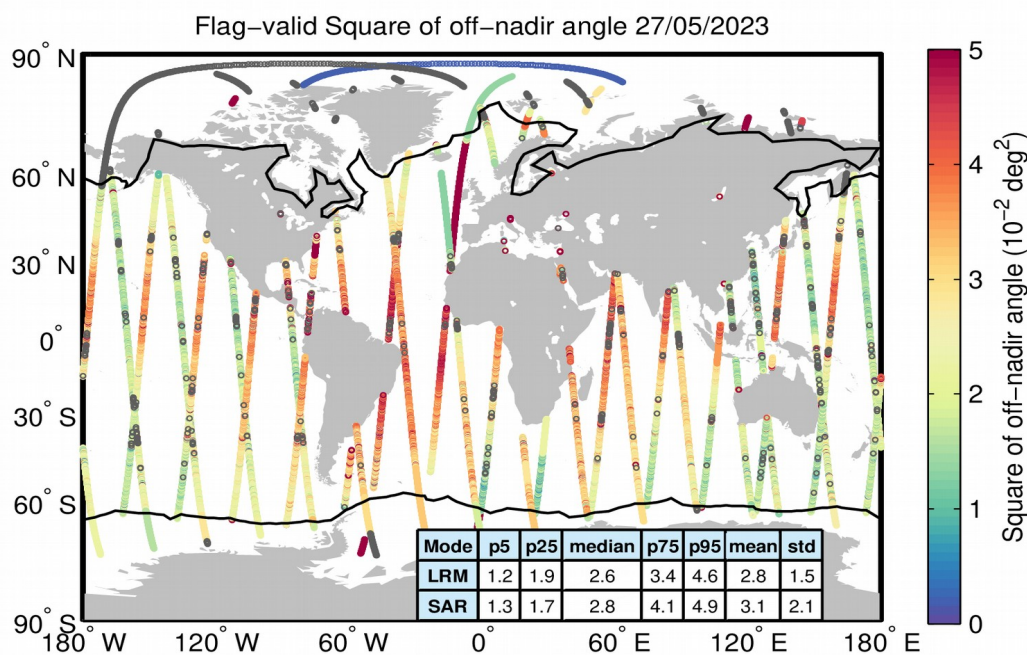 Flag-valid Square of off-nadir angle 27/05/2023
90° N
60° N
30° N
0°
30° S
60° S
90° S
180° W
120° W
60° W
0°
60° E
120° E
180° E
Mode p5 p25 median p75 p95 mean std
LRM 1.2 1.9 2.6 3.4 4.6 2.8 1.5
SAR 1.3 1.7 2.8 4.1 4.9 3.1 2.1
5
4
3
2
1
0
Square of off-nadir angle (10⁻² deg²)